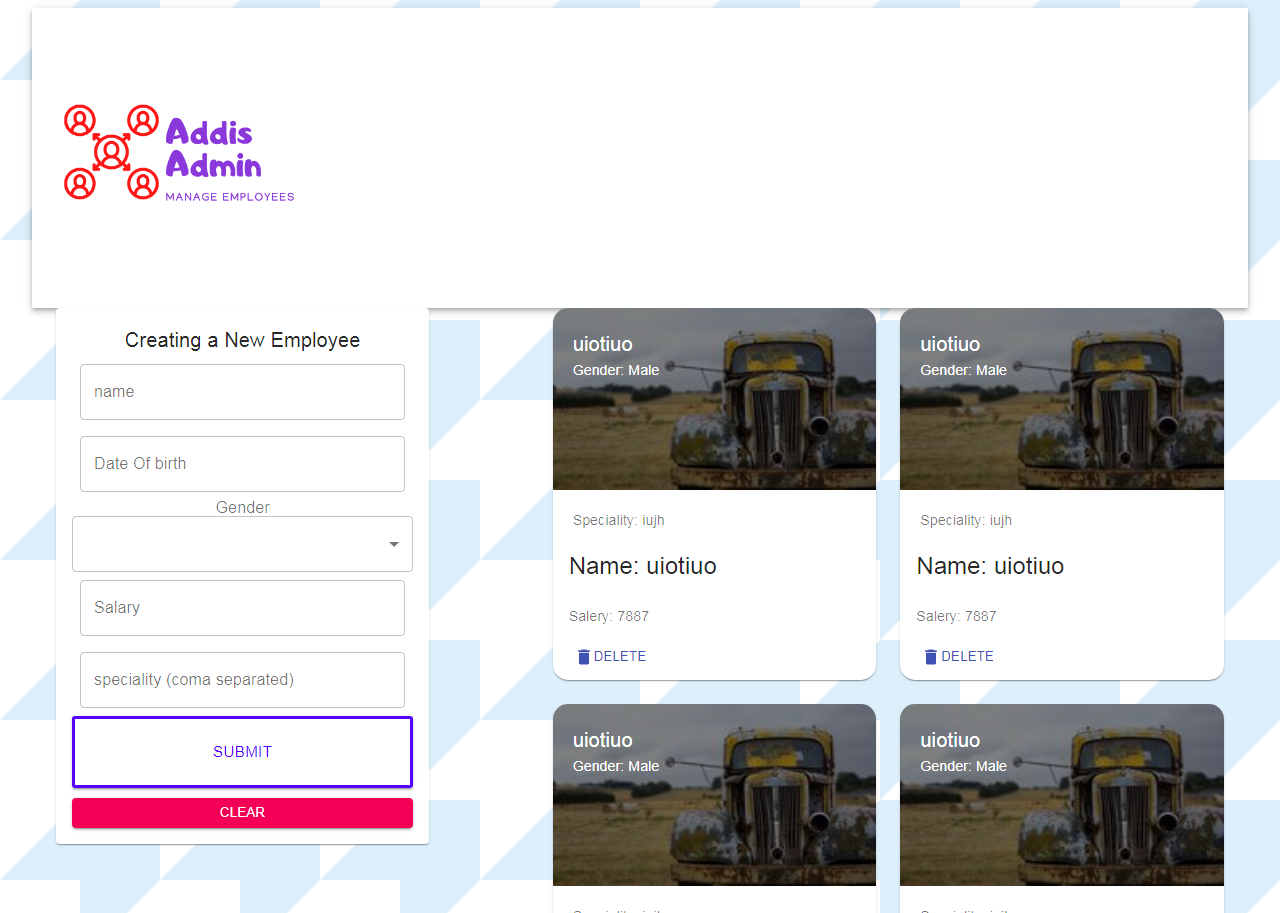 Addis
Admin
MANAGE EMPLOYEES
Creating a New Employee
name
Date Of birth
Gender
Salary
speciality (coma separated)
SUBMIT
CLEAR
uiotiuo
Gender: Male
Speciality: iujh
Name: uiotiuo
Salery: 7887
DELETE
uiotiuo
Gender: Male
Speciality: iujh
Name: uiotiuo
Salery: 7887
DELETE
uiotiuo
Gender: Male
uiotiuo
Gender: Male